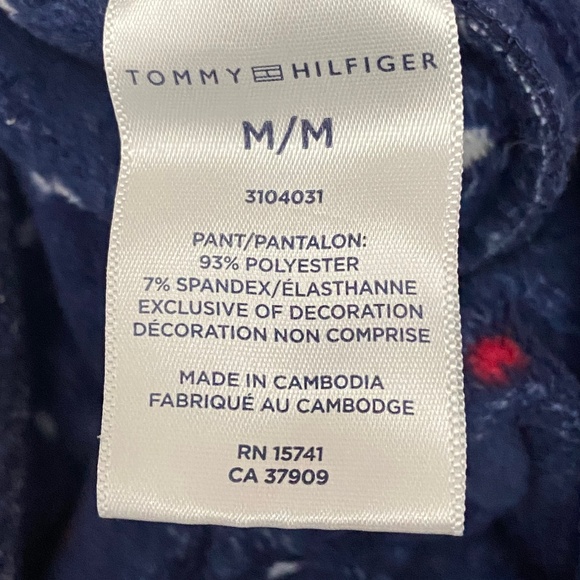 TOMMY HILFIGER
M/M
3104031
PANT/PANTALON:
93% POLYESTER
7% SPANDEX/ÉLASTHANNE
EXCLUSIVE OF DECORATION
DÉCORATION NON COMPRISE
MADE IN CAMBODIA
FABRIQUÉ AU CAMBODGE
RN 15741
CA 37909